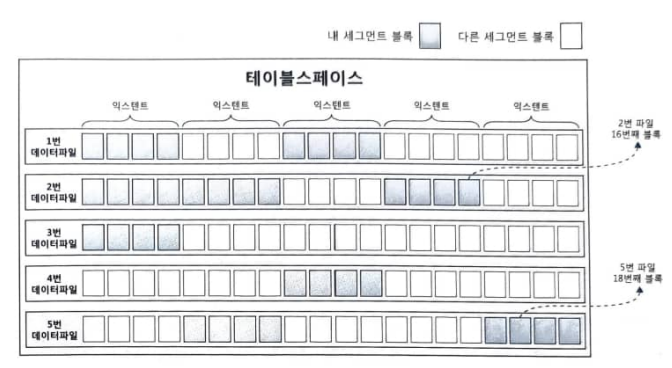 내 세그먼트 블록 다른 세그먼트 블록
테이블스페이스
익스텐트 익스텐트 익스텐트 익스텐트 익스텐트
1번
데이터파일
2번 파일
16번째 블록
2번
데이터파일
3번
데이터파일
4번
데이터파일
5번 파일
18번째 블록
5번
데이터파일